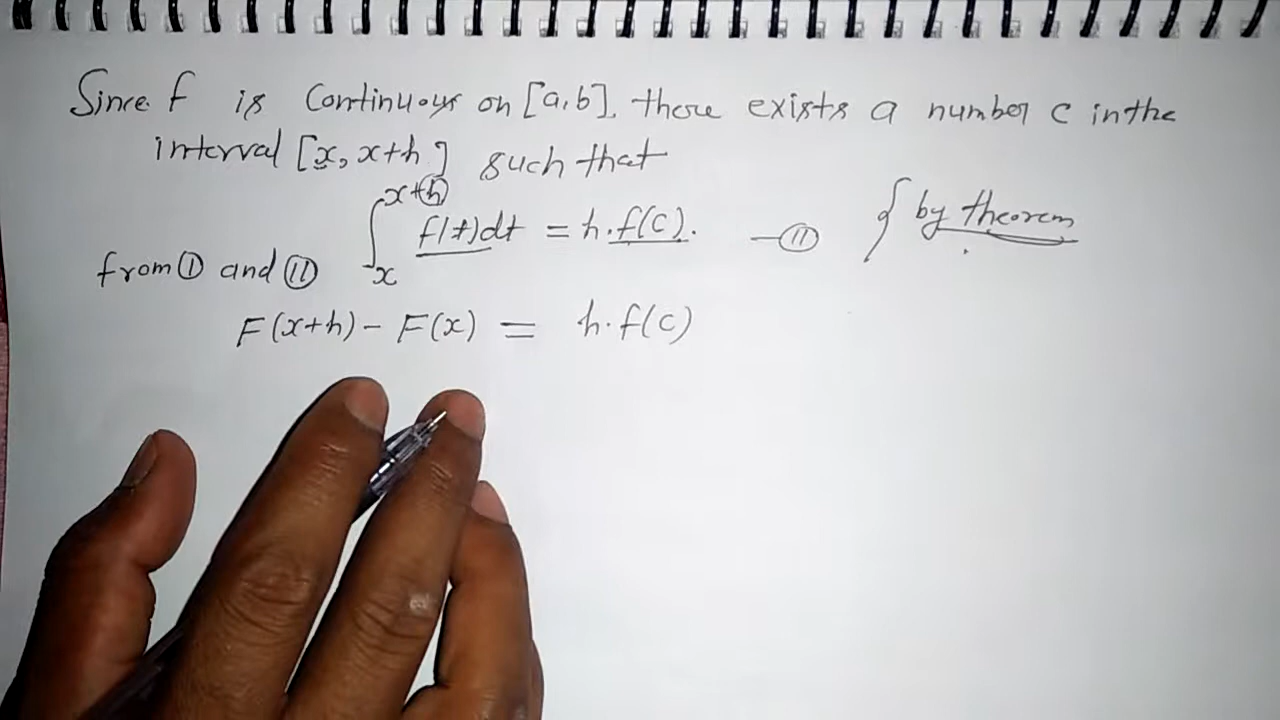 Since f is Continuous on [a,b]. there exists a number c in the
interval [x, x+h] such that
∫_x^{x+h} f(t)dt = h.f(c). —(II) { by theorem
from (I) and (II)
F(x+h) - F(x) = h.f(c)